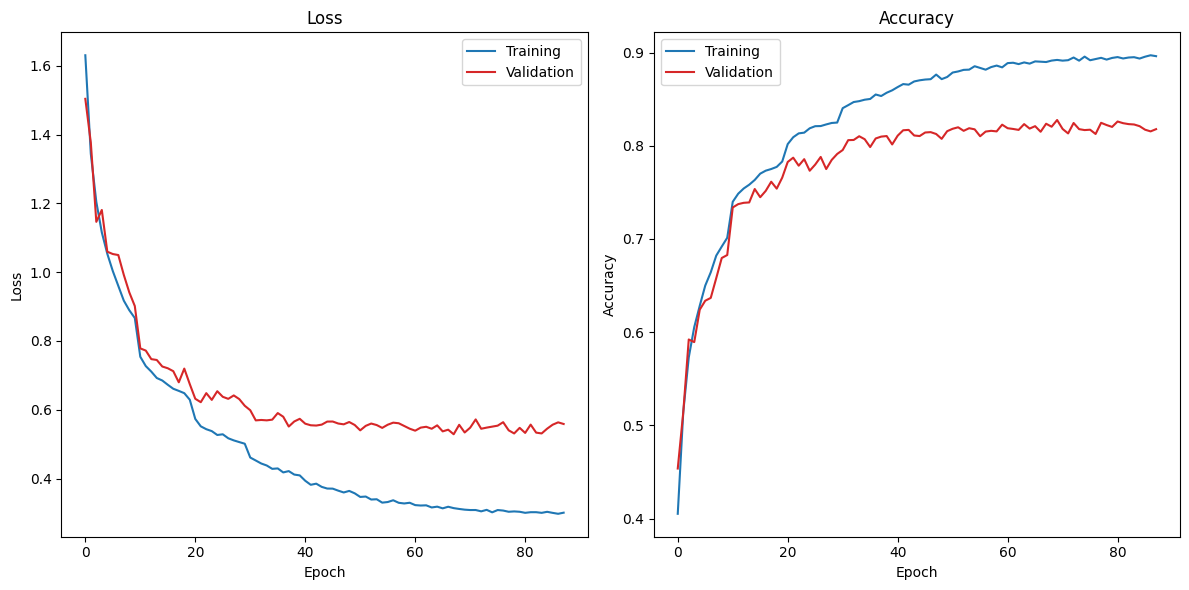 Loss
Training
Validation
1.6
1.4
1.2
1.0
0.8
0.6
0.4
Loss
0 20 40 60 80
Epoch
Accuracy
Training
Validation
0.9
0.8
0.7
0.6
0.5
0.4
Accuracy
0 20 40 60 80
Epoch